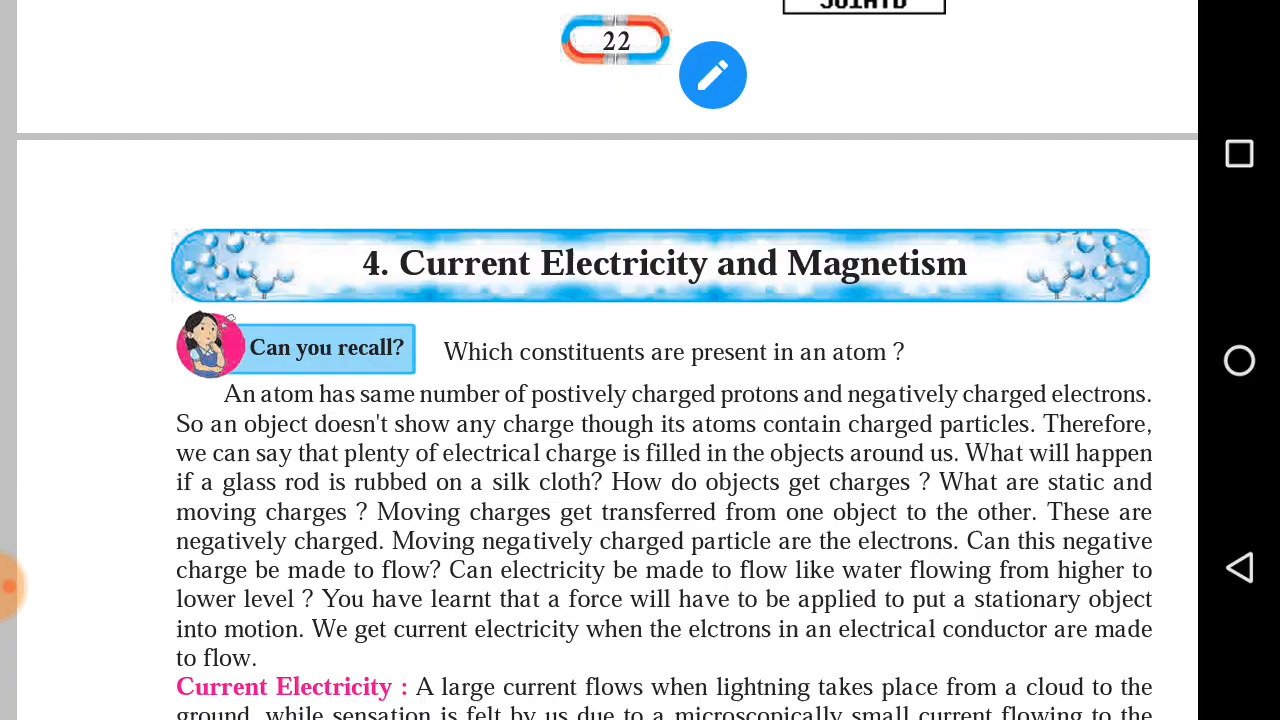 22
4. Current Electricity and Magnetism
Can you recall?
Which constituents are present in an atom ?
An atom has same number of postively charged protons and negatively charged electrons.
So an object doesn't show any charge though its atoms contain charged particles. Therefore,
we can say that plenty of electrical charge is filled in the objects around us. What will happen
if a glass rod is rubbed on a silk cloth? How do objects get charges ? What are static and
moving charges ? Moving charges get transferred from one object to the other. These are
negatively charged. Moving negatively charged particle are the electrons. Can this negative
charge be made to flow? Can electricity be made to flow like water flowing from higher to
lower level ? You have learnt that a force will have to be applied to put a stationary object
into motion. We get current electricity when the elctrons in an electrical conductor are made
to flow.
Current Electricity : A large current flows when lightning takes place from a cloud to the
ground, while sensation is felt by us due to a microscopically small current flowing to the